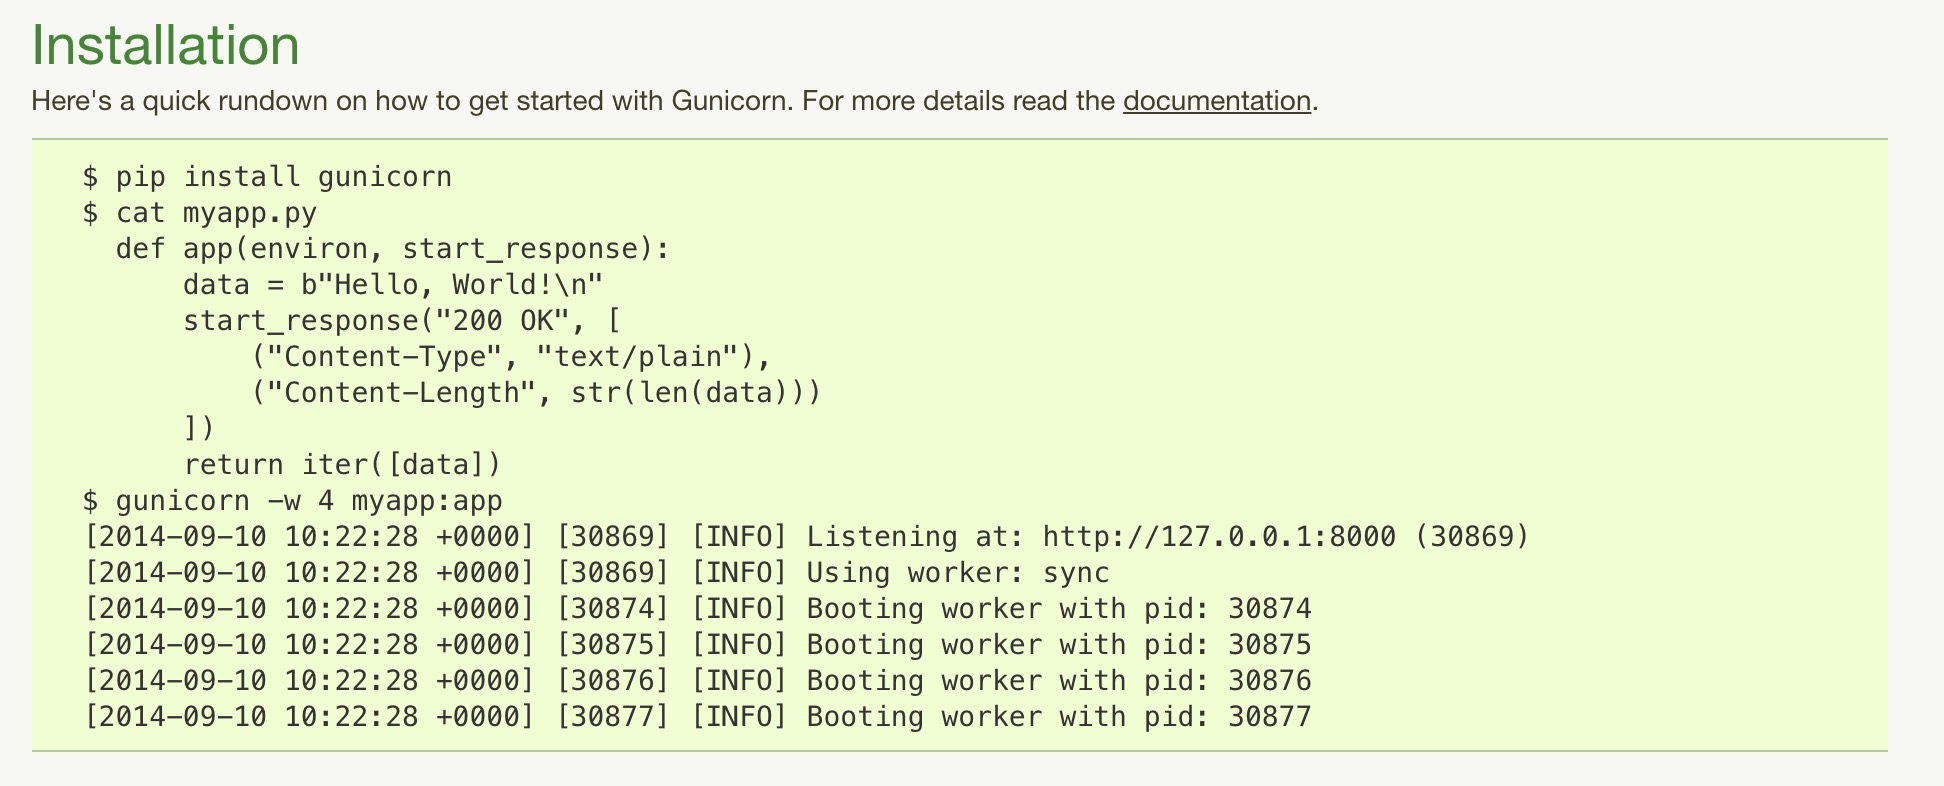 Installation
Here's a quick rundown on how to get started with Gunicorn. For more details read the documentation.
$ pip install gunicorn
$ cat myapp.py
  def app(environ, start_response):
      data = b"Hello, World!\n"
      start_response("200 OK", [
          ("Content-Type", "text/plain"),
          ("Content-Length", str(len(data)))
      ])
      return iter([data])
$ gunicorn -w 4 myapp:app
[2014-09-10 10:22:28 +0000] [30869] [INFO] Listening at: http://127.0.0.1:8000 (30869)
[2014-09-10 10:22:28 +0000] [30869] [INFO] Using worker: sync
[2014-09-10 10:22:28 +0000] [30874] [INFO] Booting worker with pid: 30874
[2014-09-10 10:22:28 +0000] [30875] [INFO] Booting worker with pid: 30875
[2014-09-10 10:22:28 +0000] [30876] [INFO] Booting worker with pid: 30876
[2014-09-10 10:22:28 +0000] [30877] [INFO] Booting worker with pid: 30877